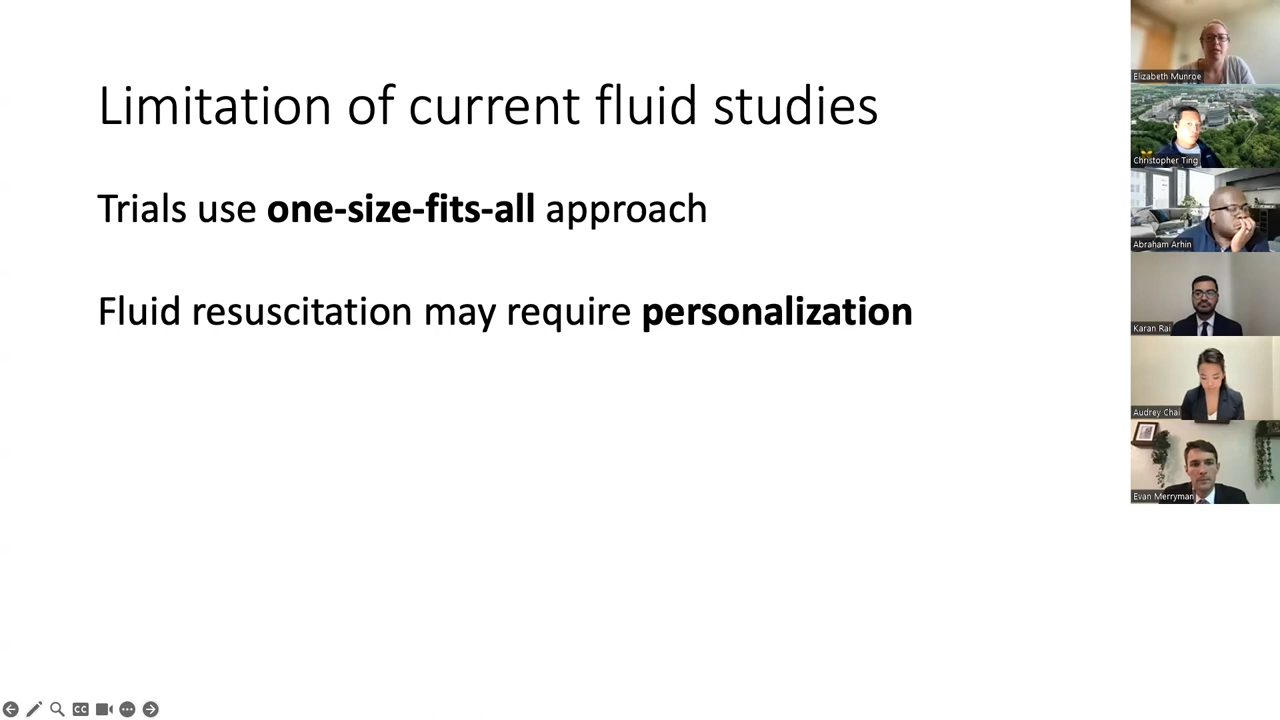 Limitation of current fluid studies
Trials use one-size-fits-all approach
Fluid resuscitation may require personalization
Elizabeth Munroe
Christopher Ting
Abraham Arhin
Karan Rai
Audrey Chai
Evan Merryman
CC